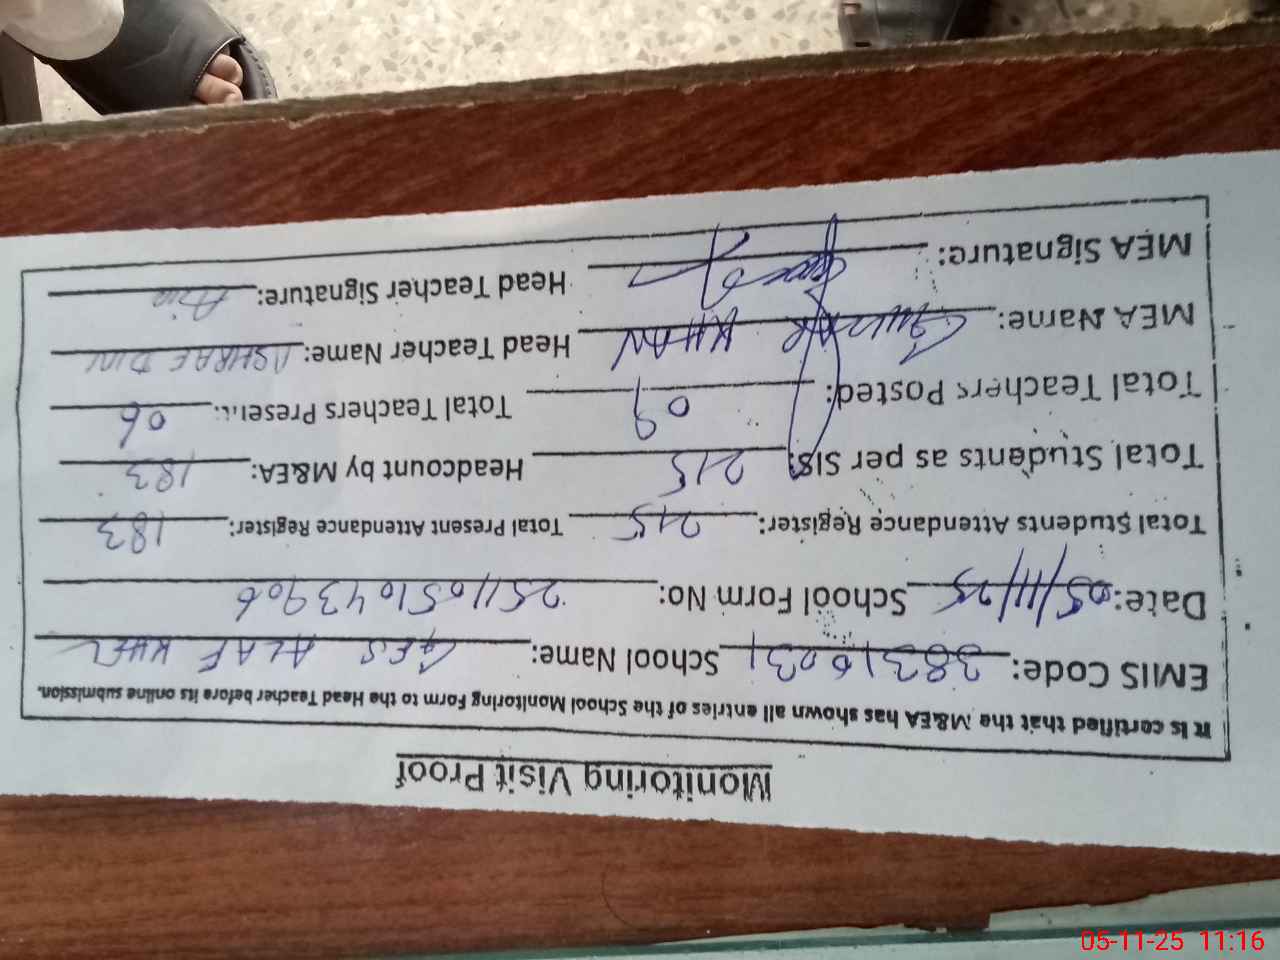 Monitoring Visit Proof
It is certified that the M&EA has shown all entries of the School Monitoring Form to the Head Teacher before its online submission.
EMIS Code: 3831603 School Name: GES ALAF KHEL
Date: 05/11/25 School Form No: 2511051043906
Total Students Attendance Register: 215 Total Present Attendance Register: 183
Total Students as per SIS: 215 Headcount by M&EA: 183
Total Teachers Posted: 09 Total Teachers Present: 06
MEA Name: GULZAR KHAN Head Teacher Name: ASHRAF DIN
MEA Signature: Head Teacher Signature:
05-11-25 11:16